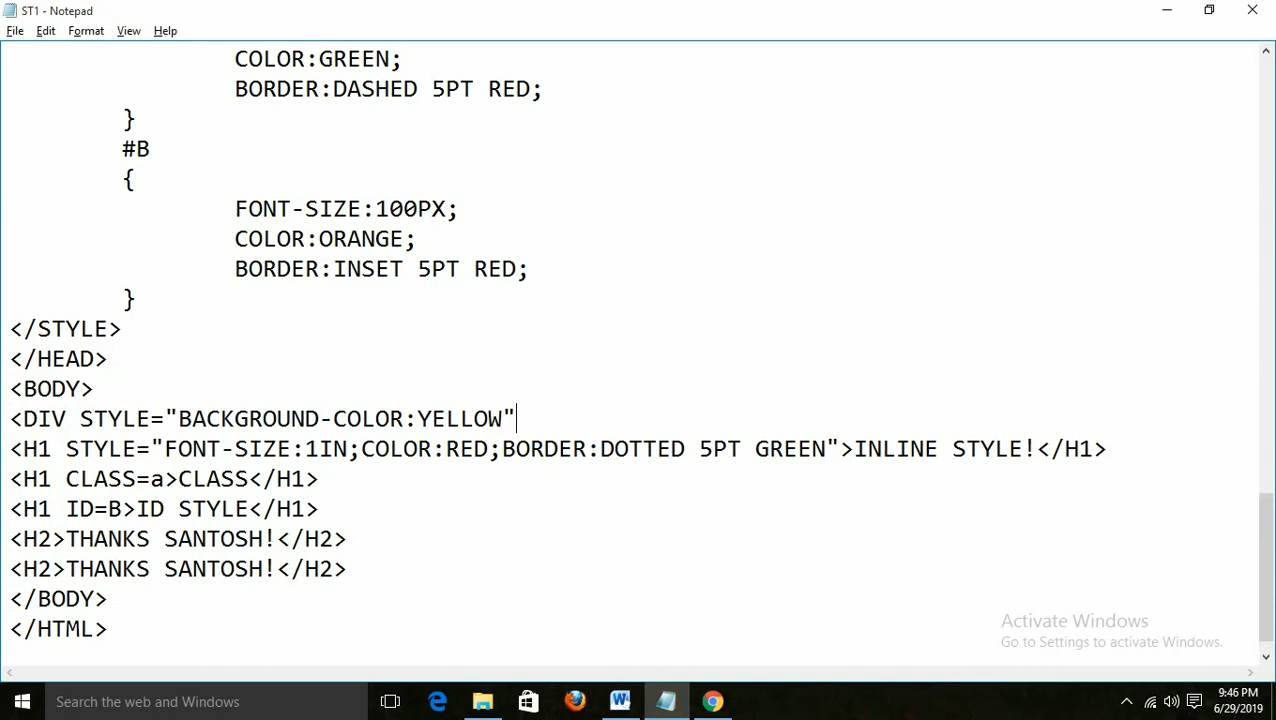 ST1 - Notepad
File Edit Format View Help
COLOR:GREEN;
BORDER:DASHED 5PT RED;
}
#B
{
FONT-SIZE:100PX;
COLOR:ORANGE;
BORDER:INSET 5PT RED;
}
</STYLE>
</HEAD>
<BODY>
<DIV STYLE="BACKGROUND-COLOR:YELLOW"
<H1 STYLE="FONT-SIZE:1IN;COLOR:RED;BORDER:DOTTED 5PT GREEN">INLINE STYLE!</H1>
<H1 CLASS=a>CLASS</H1>
<H1 ID=B>ID STYLE</H1>
<H2>THANKS SANTOSH!</H2>
<H2>THANKS SANTOSH!</H2>
</BODY>
</HTML>
Activate Windows
Go to Settings to activate Windows.
Search the web and Windows
9:46 PM
6/29/2019